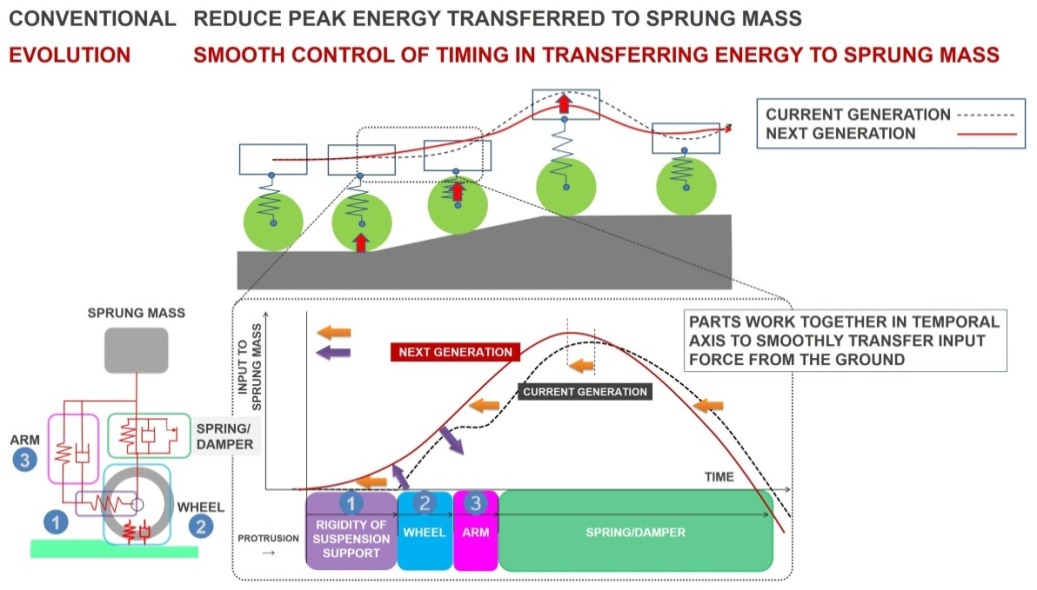 CONVENTIONAL REDUCE PEAK ENERGY TRANSFERRED TO SPRUNG MASS
EVOLUTION SMOOTH CONTROL OF TIMING IN TRANSFERRING ENERGY TO SPRUNG MASS
CURRENT GENERATION
NEXT GENERATION
SPRUNG MASS
SPRING/
DAMPER
ARM
3
WHEEL
2
1
INPUT TO
SPRUNG MASS
NEXT GENERATION
CURRENT GENERATION
PARTS WORK TOGETHER IN TEMPORAL
AXIS TO SMOOTHLY TRANSFER INPUT
FORCE FROM THE GROUND
TIME
PROTRUSION
→
1
RIGIDITY OF
SUSPENSION
SUPPORT
2
WHEEL
3
ARM
SPRING/DAMPER